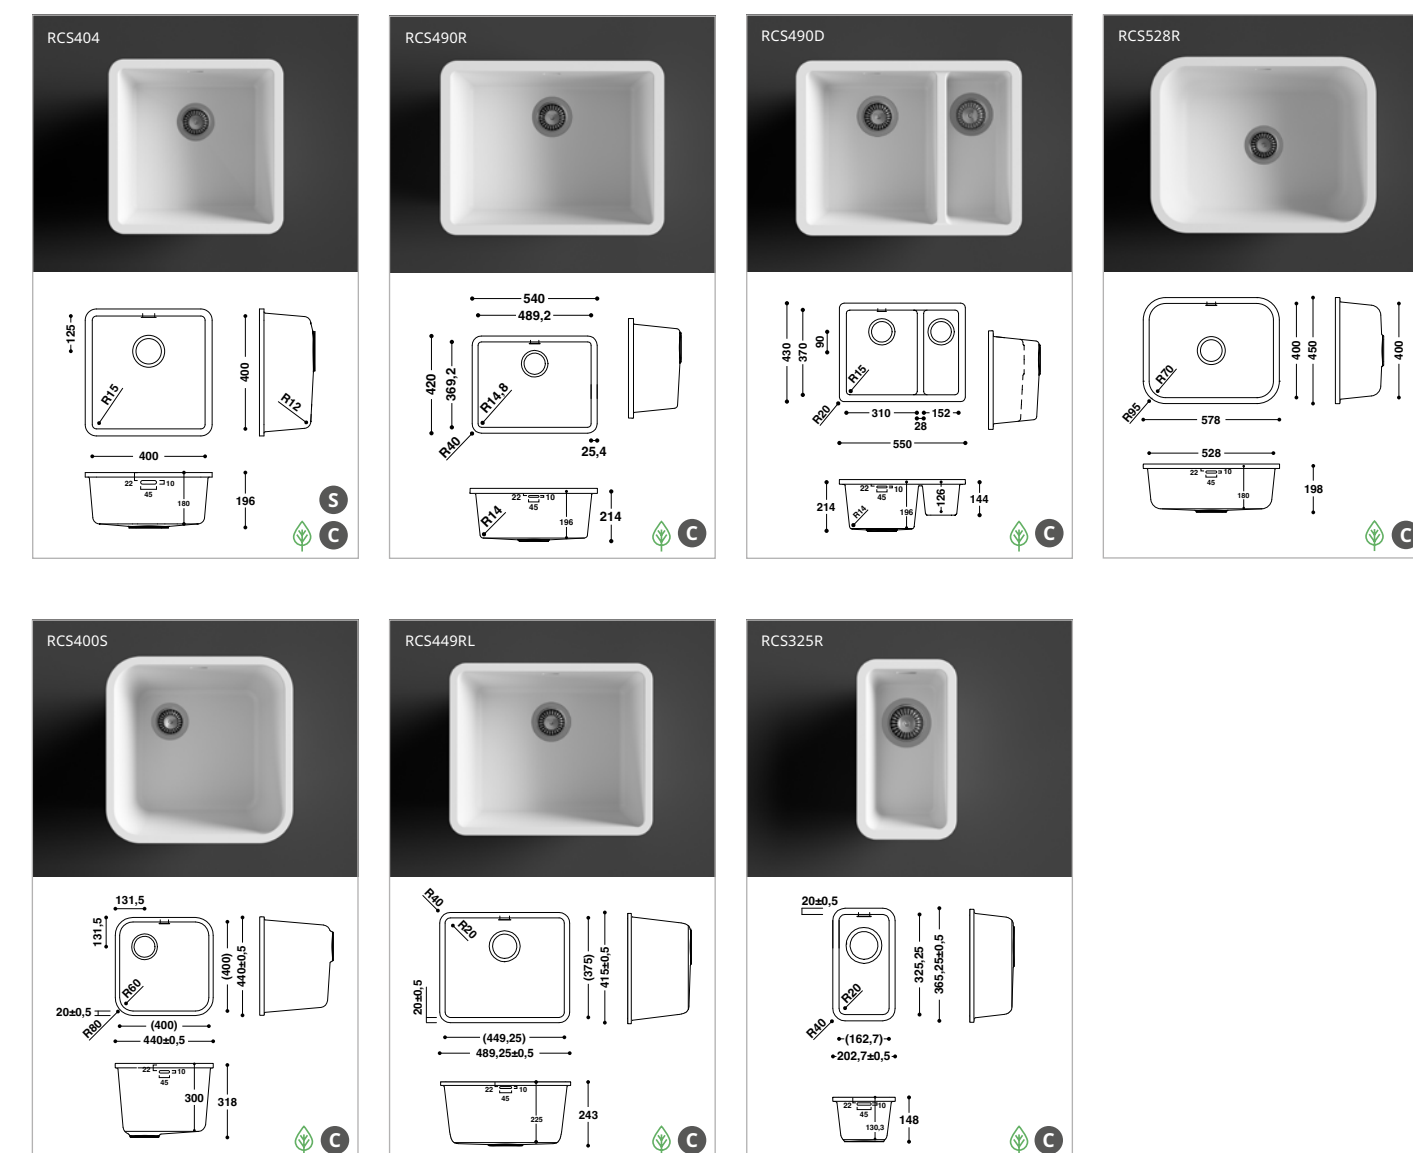 RCS404
RCS490R
RCS490D
RCS528R
125
R15
400
R12
400
22
10
45
180
196
S
C
540
489,2
420
369,2
R14,8
R40
25,4
22
10
45
R14
196
214
C
430
370
90
R15
R20
310
152
28
550
22
10
45
126
144
214
R14
196
C
R70
R95
400
450
400
578
528
22
10
45
180
198
C
RCS400S
RCS449RL
RCS325R
131,5
131,5
R60
(400)
440±0,5
20±0,5
R80
(400)
440±0,5
22
10
45
300
318
C
R40
R20
(375)
415±0,5
20±0,5
(449,25)
489,25±0,5
22
10
45
225
243
C
20±0,5
325,25
365,25±0,5
R20
R40
(162,7)
202,7±0,5
22
10
45
130,3
148
C